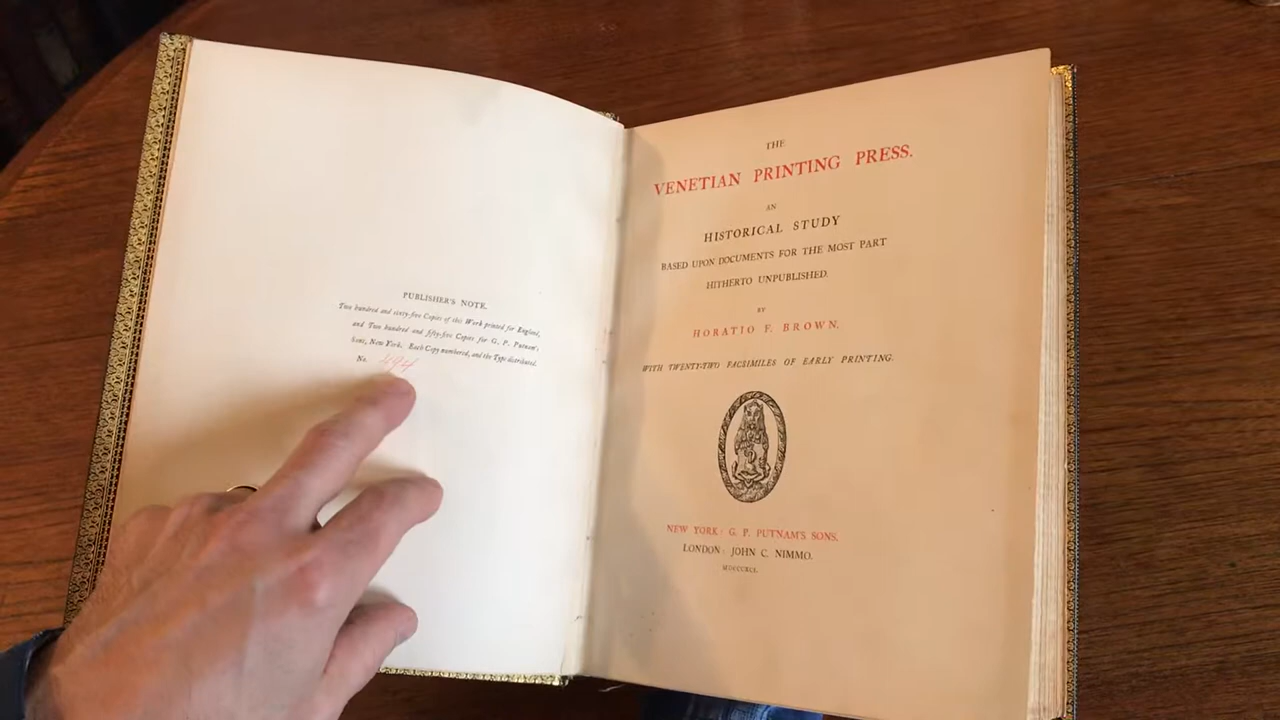 PUBLISHER'S NOTE.
Two hundred and sixty-five Copies of this Work printed for England,
and Two hundred and fifty-five Copies for G. P. Putnam's
Sons, New York. Each Copy numbered, and the Type distributed.
No. 494
THE
VENETIAN PRINTING PRESS.
AN
HISTORICAL STUDY
BASED UPON DOCUMENTS FOR THE MOST PART
HITHERTO UNPUBLISHED.
BY
HORATIO F. BROWN.
WITH TWENTY-TWO FACSIMILES OF EARLY PRINTING.
NEW YORK: G. P. PUTNAM'S SONS.
LONDON: JOHN C. NIMMO.
MDCCCXCI.